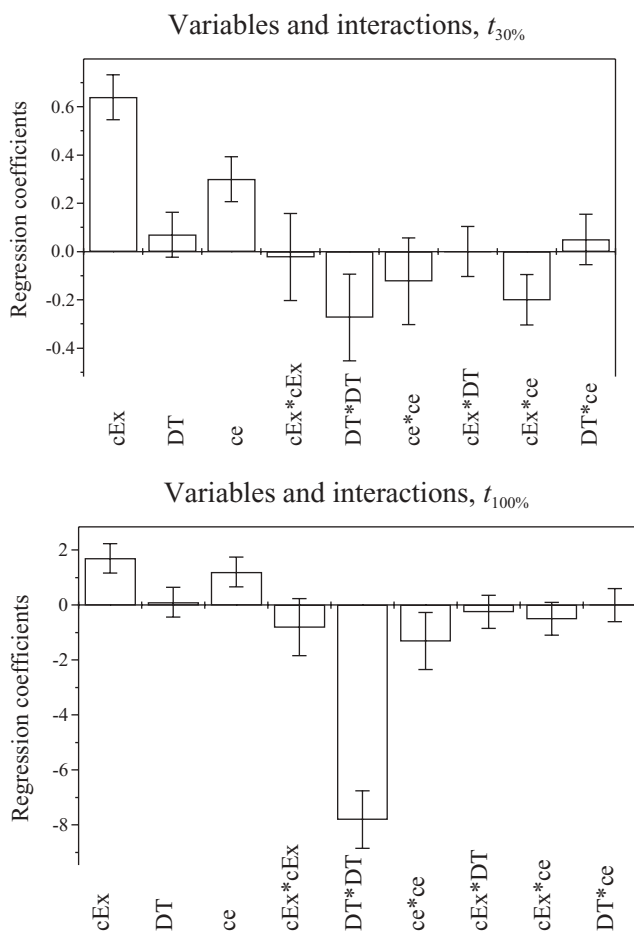 Variables and interactions, t30%
Regression coefficients
0.6
0.4
0.2
0.0
-0.2
-0.4
cEx
DT
ce
cEx*cEx
DT*DT
ce*ce
cEx*DT
cEx*ce
DT*ce
Variables and interactions, t100%
Regression coefficients
2
0
-2
-4
-6
-8
cEx
DT
ce
cEx*cEx
DT*DT
ce*ce
cEx*DT
cEx*ce
DT*ce